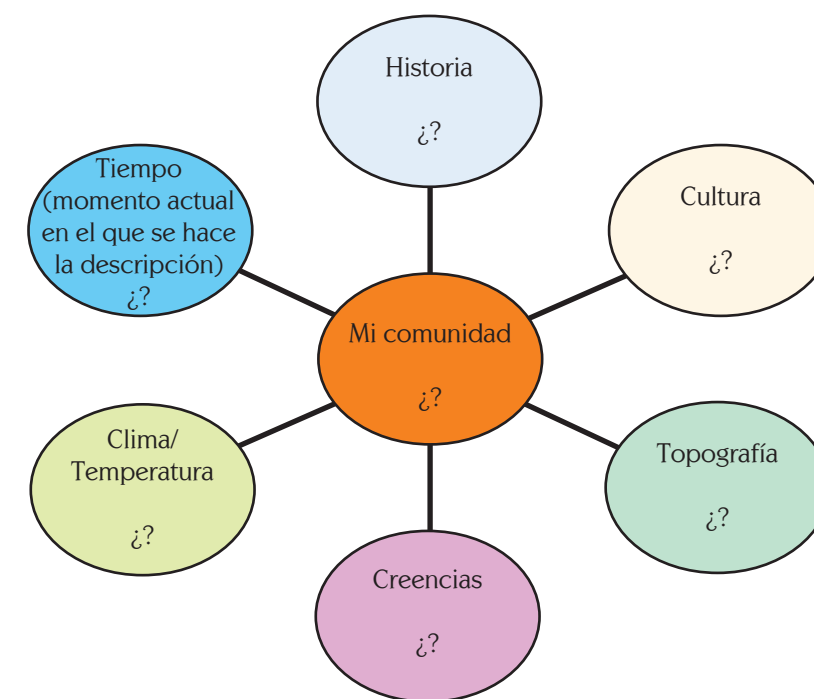 Historia
¿?
Tiempo
(momento actual
en el que se hace
la descripción)
¿?
Cultura
¿?
Mi comunidad
¿?
Clima/
Temperatura
¿?
Topografía
¿?
Creencias
¿?